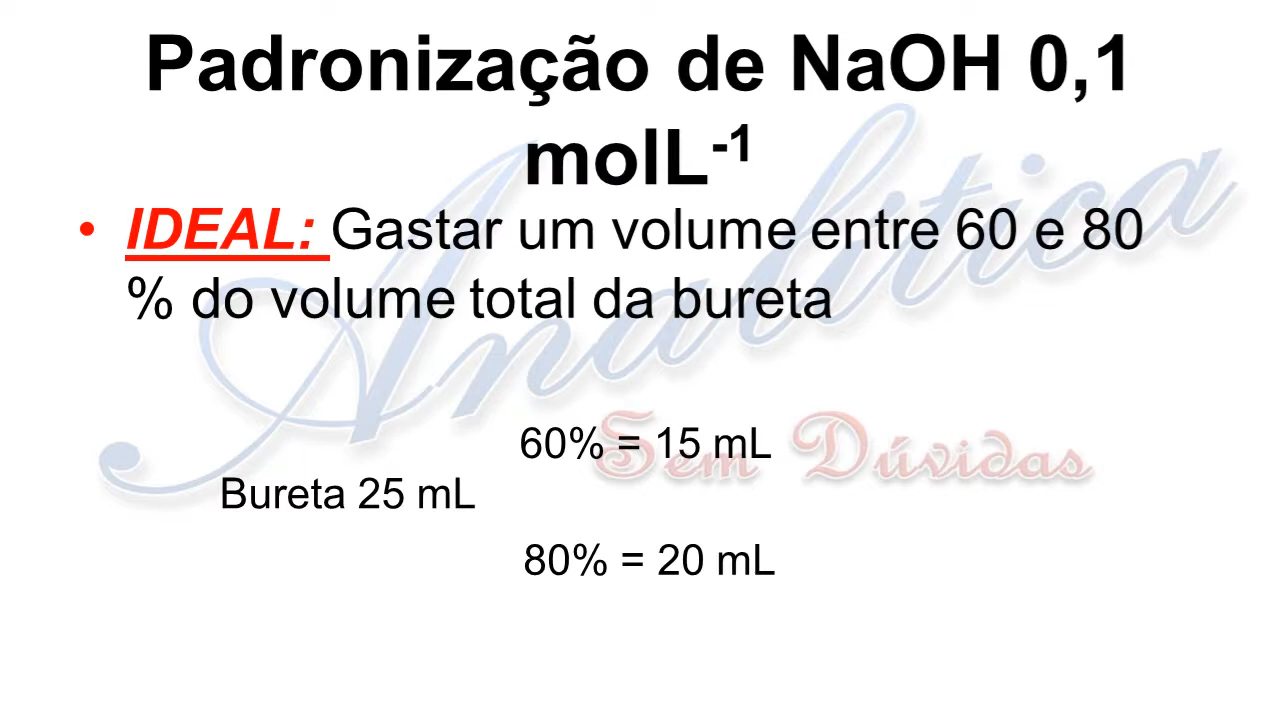 Padronização de NaOH 0,1
molL-1
• IDEAL: Gastar um volume entre 60 e 80
% do volume total da bureta
Analítica
Sem Dúvidas
60% = 15 mL
Bureta 25 mL
80% = 20 mL